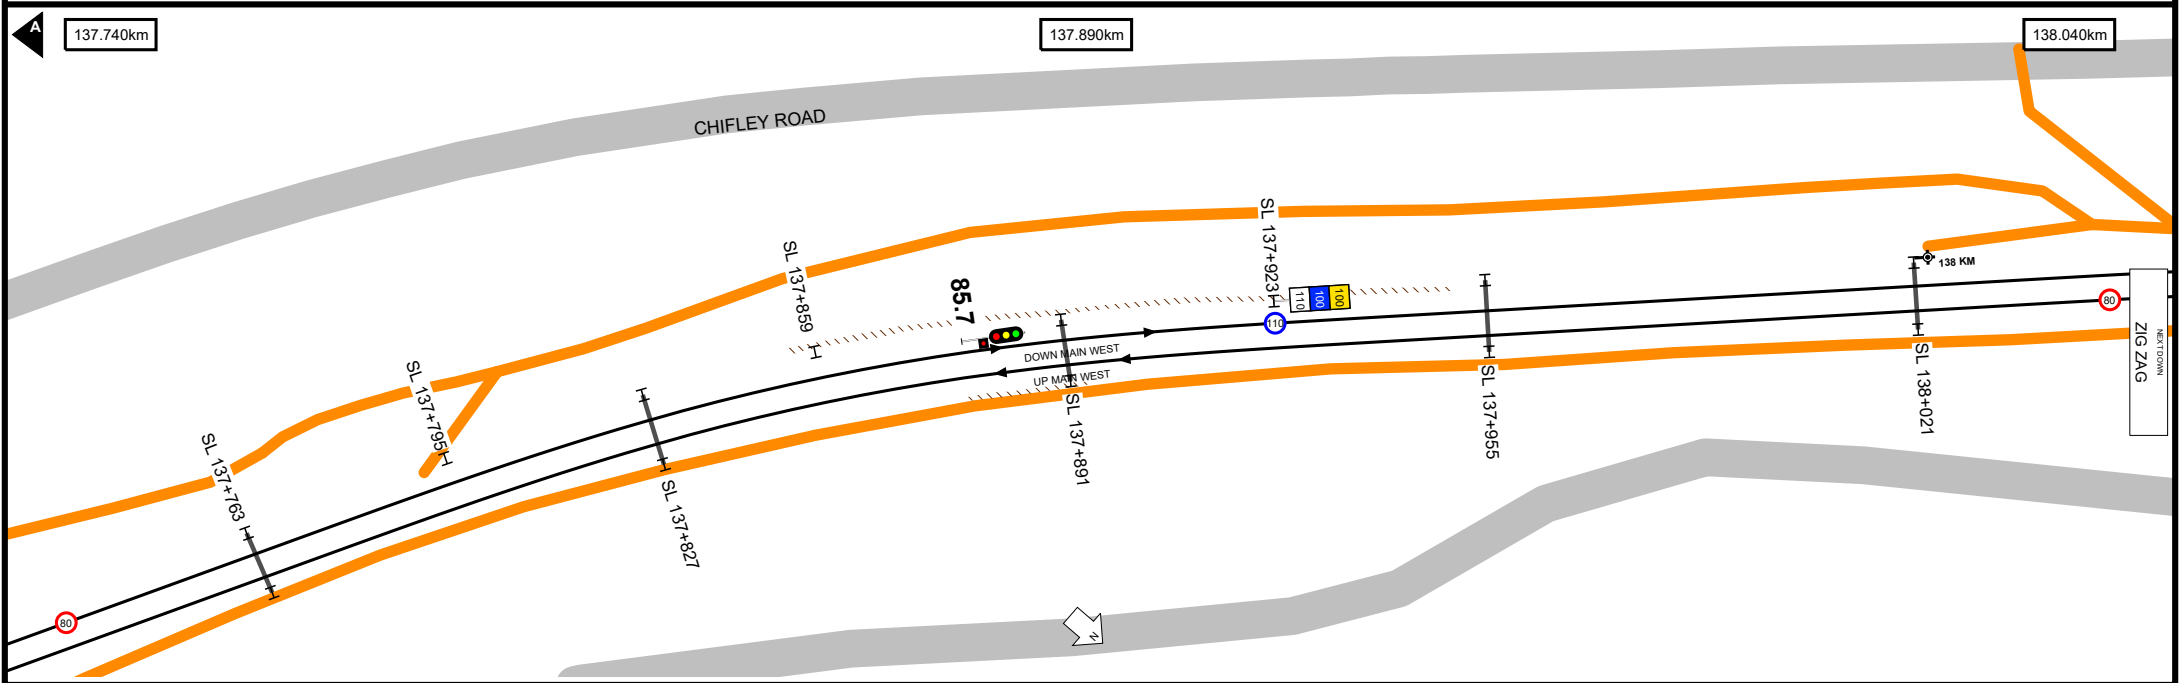 A
137.740km
137.890km
138.040km
CHIFLEY ROAD
SL 137+923
SL 137+859
85.7
110
100
100
110
138 KM
80
DOWN MAIN WEST
UP MAIN WEST
NEXT DOWN
ZIG ZAG
SL 137+795
SL 137+763
SL 137+827
SL 137+891
SL 137+955
SL 138+021
80
N